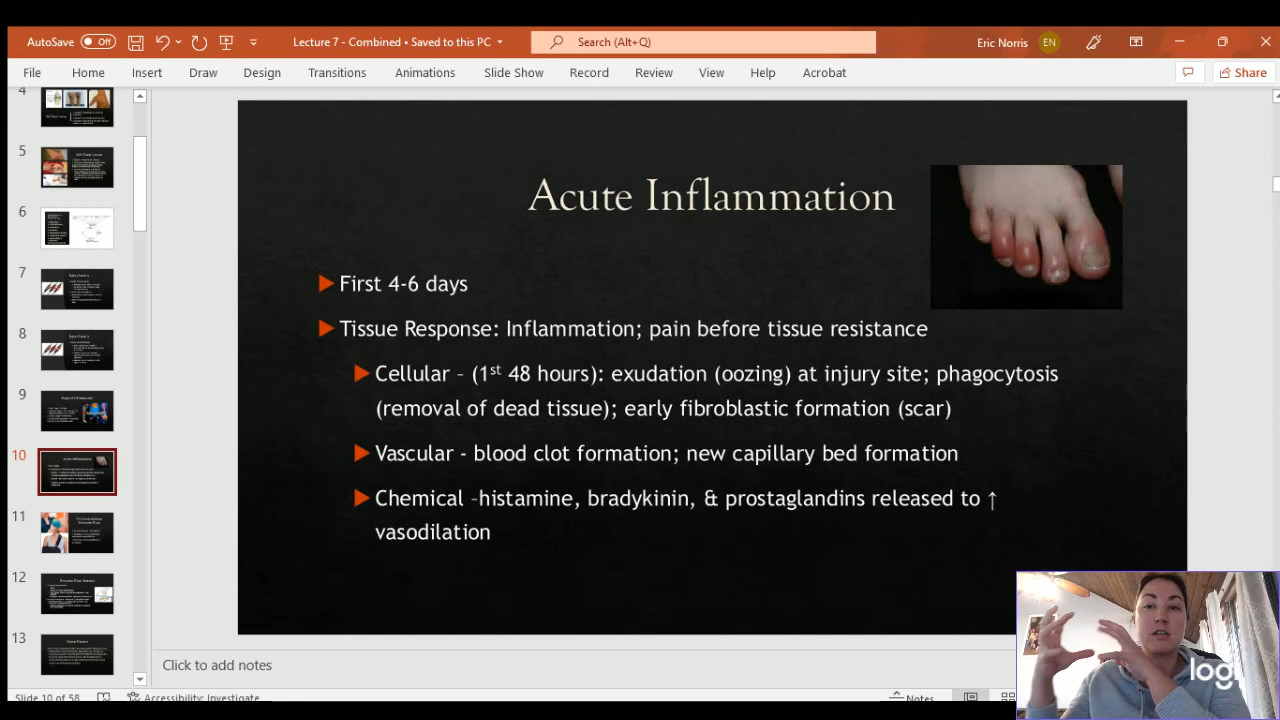 AutoSave Off Lecture 7 - Combined • Saved to this PC Search (Alt+Q) Eric Norris EN
File Home Insert Draw Design Transitions Animations Slide Show Record Review View Help Acrobat Share
4
5
6
7
8
9
10
11
12
13
Acute Inflammation
First 4-6 days
Tissue Response: inflammation; pain before tissue resistance
Cellular – (1st 48 hours): exudation (oozing) at injury site; phagocytosis
(removal of dead tissue); early fibroblastic formation (scar)
Vascular - blood clot formation; new capillary bed formation
Chemical –histamine, bradykinin, & prostaglandins released to ↑
vasodilation
Click to add notes
Slide 10 of 58 Accessibility: Investigate Notes
logi